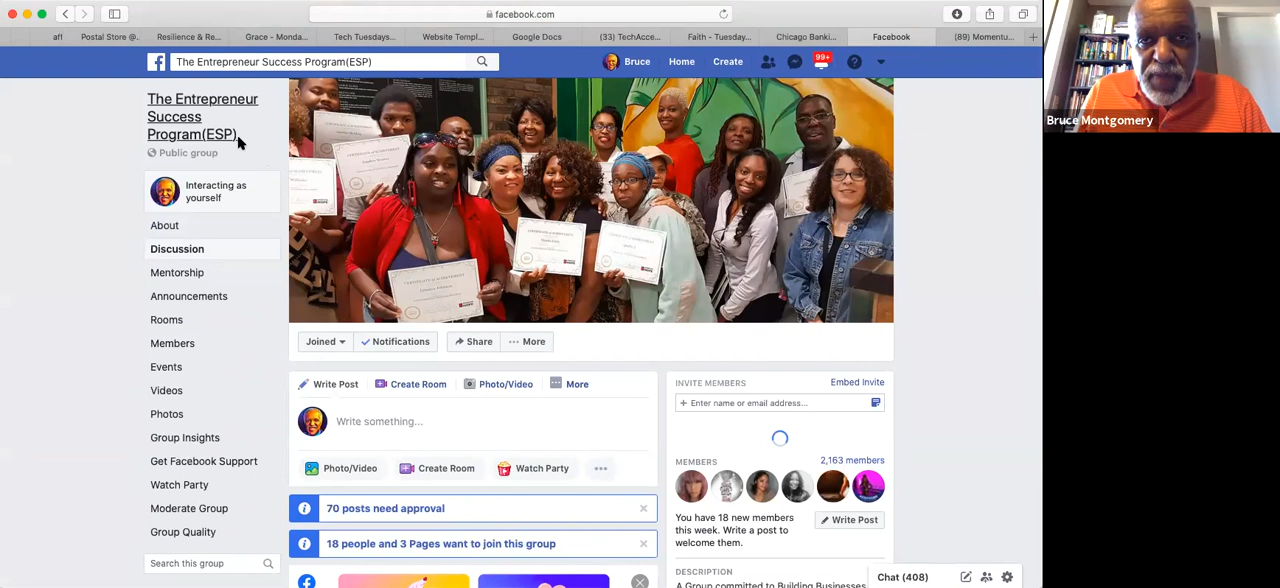 facebook.com
aft
Postal Store @...
Resilience & Re...
Grace - Monda...
Tech Tuesdays...
Website Templ...
Google Docs
(33) TechAcce...
Faith - Tuesday...
Chicago Banki...
Facebook
(89) Momentu...
The Entrepreneur Success Program(ESP)
Bruce
Home
Create
99+
The Entrepreneur
Success
Program(ESP)
Public group
Interacting as
yourself
About
Discussion
Mentorship
Announcements
Rooms
Members
Events
Videos
Photos
Group Insights
Get Facebook Support
Watch Party
Moderate Group
Group Quality
Search this group
Joined
Notifications
Share
More
Write Post
Create Room
Photo/Video
More
Write something...
Photo/Video
Create Room
Watch Party
70 posts need approval
18 people and 3 Pages want to join this group
INVITE MEMBERS
Embed Invite
+ Enter name or email address...
MEMBERS
2,163 members
You have 18 new members
this week. Write a post to
welcome them.
Write Post
DESCRIPTION
A Group committed to Building Businesses
Chat (408)
Bruce Montgomery